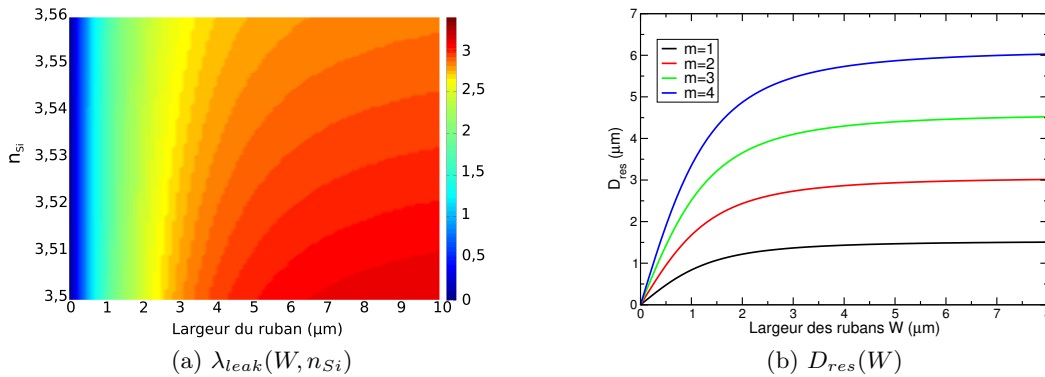 3,56
3,55
3,54
3,53
3,52
3,51
3,5
n_Si
0 1 2 3 4 5 6 7 8 9 10
Largeur du ruban (μm)
3
2,5
2
1,5
1
0,5
0
(a) λ_leak(W, n_Si)
7
6
5
4
3
2
1
0
D_res (μm)
m=1
m=2
m=3
m=4
0 1 2 3 4 5 6 7 8
Largeur des rubans W (μm)
(b) D_res(W)